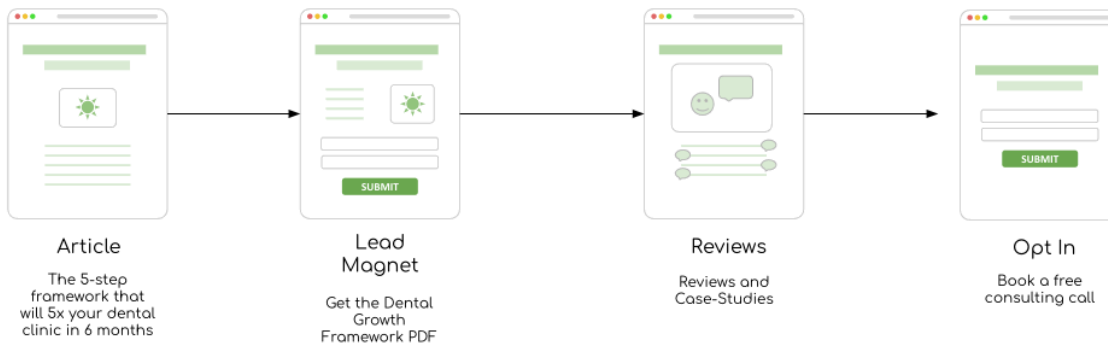 SUBMIT
SUBMIT
Article
The 5-step
framework that
will 5x your dental
clinic in 6 months
Lead
Magnet
Get the Dental
Growth
Framework PDF
Reviews
Reviews and
Case-Studies
Opt In
Book a free
consulting call